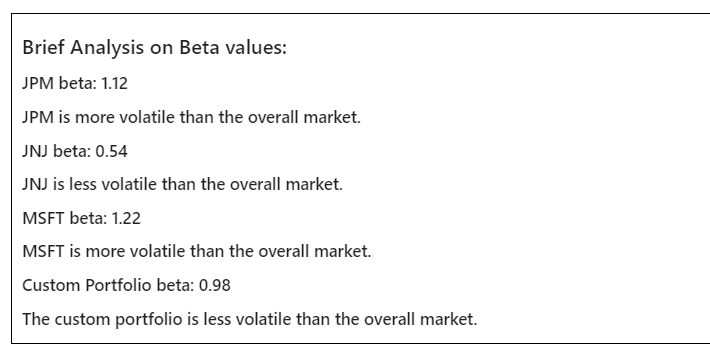 Brief Analysis on Beta values:
JPM beta: 1.12
JPM is more volatile than the overall market.
JNJ beta: 0.54
JNJ is less volatile than the overall market.
MSFT beta: 1.22
MSFT is more volatile than the overall market.
Custom Portfolio beta: 0.98
The custom portfolio is less volatile than the overall market.